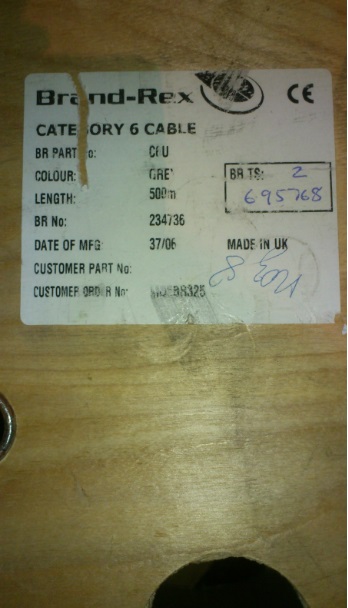 Brand-Rex CE
CATEGORY 6 CABLE
BR PART No:
COLOUR: GREY
LENGTH: 500m
BR No: 234736
DATE OF MFG: 37/06
CUSTOMER PART No:
CUSTOMER ORDER No:
BR TS: 2
695768
MADE IN UK